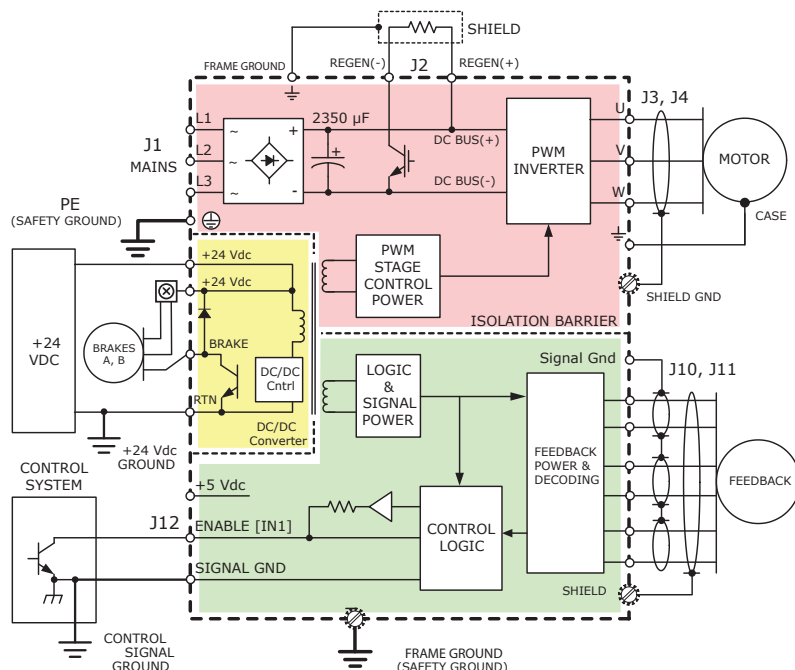 SHIELD
FRAME GROUND
REGEN(-)
J2
REGEN(+)
J3, J4
J1
MAINS
L1
L2
L3
~
~
~
+
-
2350 µF
+
DC BUS(+)
DC BUS(-)
PWM
INVERTER
U
V
W
MOTOR
CASE
PE
(SAFETY GROUND)
SHIELD GND
PWM
STAGE
CONTROL
POWER
ISOLATION BARRIER
+24 Vdc
+24 Vdc
+24
VDC
BRAKES
A, B
BRAKE
RTN
DC/DC
Cntrl
DC/DC
Converter
+24 Vdc
GROUND
LOGIC
&
SIGNAL
POWER
Signal Gnd
J10, J11
FEEDBACK
POWER &
DECODING
FEEDBACK
CONTROL
SYSTEM
+5 Vdc
J12
ENABLE [IN1]
CONTROL
LOGIC
SIGNAL GND
SHIELD
CONTROL
SIGNAL
GROUND
FRAME GROUND
(SAFETY GROUND)